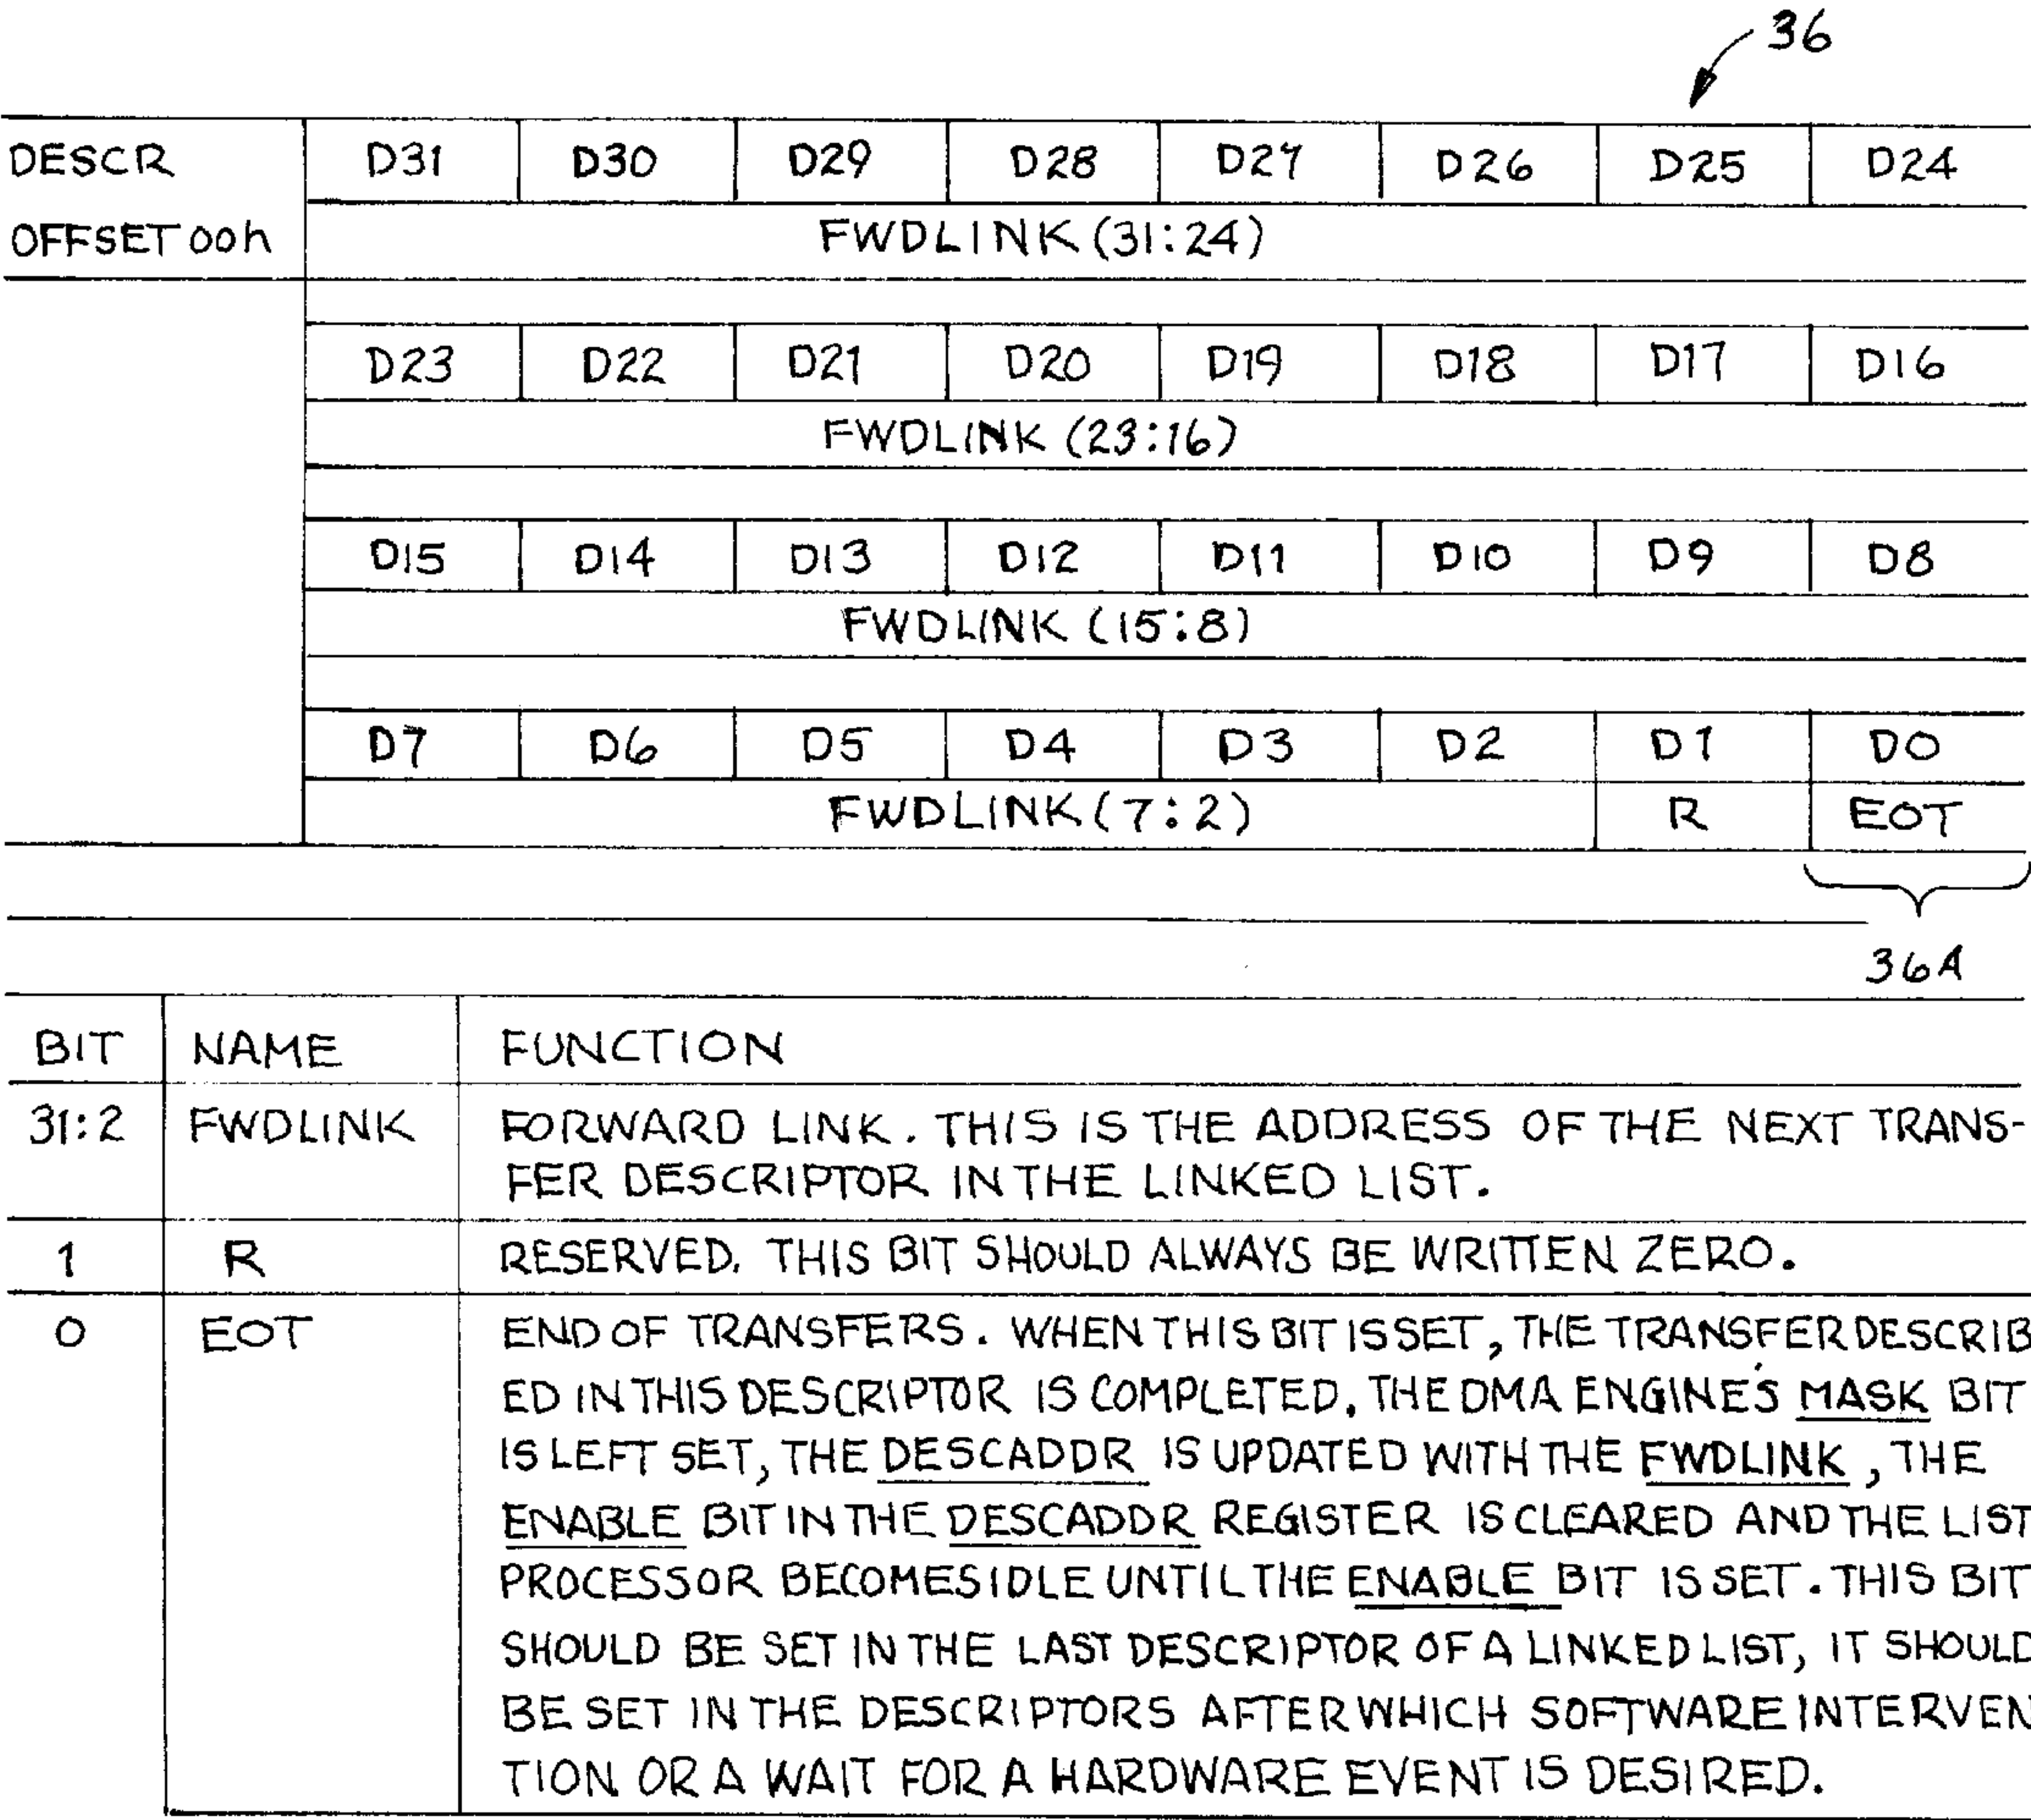 36
DESCR D31 D30 D29 D28 D27 D26 D25 D24
OFFSET 00h FWDLINK (31:24)
D23 D22 D21 D20 D19 D18 D17 D16
FWDLINK (23:16)
D15 D14 D13 D12 D11 D10 D9 D8
FWDLINK (15:8)
D7 D6 D5 D4 D3 D2 D1 D0
FWDLINK (7:2) R EOT
36A
BIT NAME FUNCTION
31:2 FWDLINK FORWARD LINK. THIS IS THE ADDRESS OF THE NEXT TRANS-
FER DESCRIPTOR IN THE LINKED LIST.
1 R RESERVED. THIS BIT SHOULD ALWAYS BE WRITTEN ZERO.
0 EOT END OF TRANSFERS. WHEN THIS BIT IS SET, THE TRANSFER DESCRIB
ED IN THIS DESCRIPTOR IS COMPLETED. THE DMA ENGINE'S MASK BIT
IS LEFT SET, THE DESCADDR IS UPDATED WITH THE FWDLINK, THE
ENABLE BIT IN THE DESCADDR REGISTER IS CLEARED AND THE LIST
PROCESSOR BECOMES IDLE UNTIL THE ENABLE BIT IS SET. THIS BIT
SHOULD BE SET IN THE LAST DESCRIPTOR OF A LINKED LIST, IT SHOULD
BE SET IN THE DESCRIPTORS AFTER WHICH SOFTWARE INTERVEN
TION OR A WAIT FOR A HARDWARE EVENT IS DESIRED.